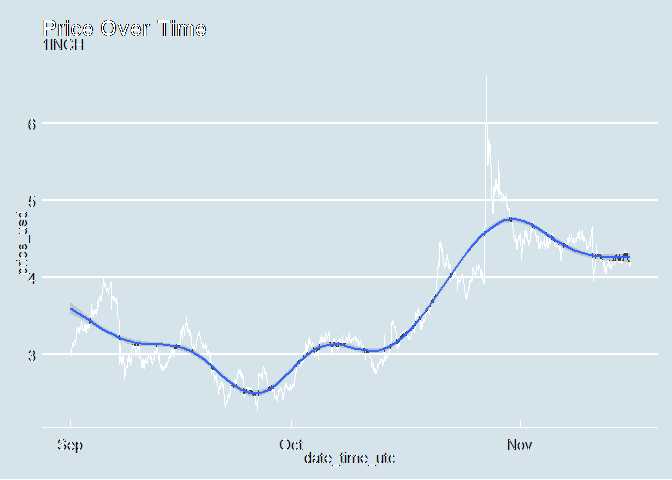 Price Over Time
1INCH
6
5
4
3
price_usd
Sep
Oct
Nov
date_time_utc